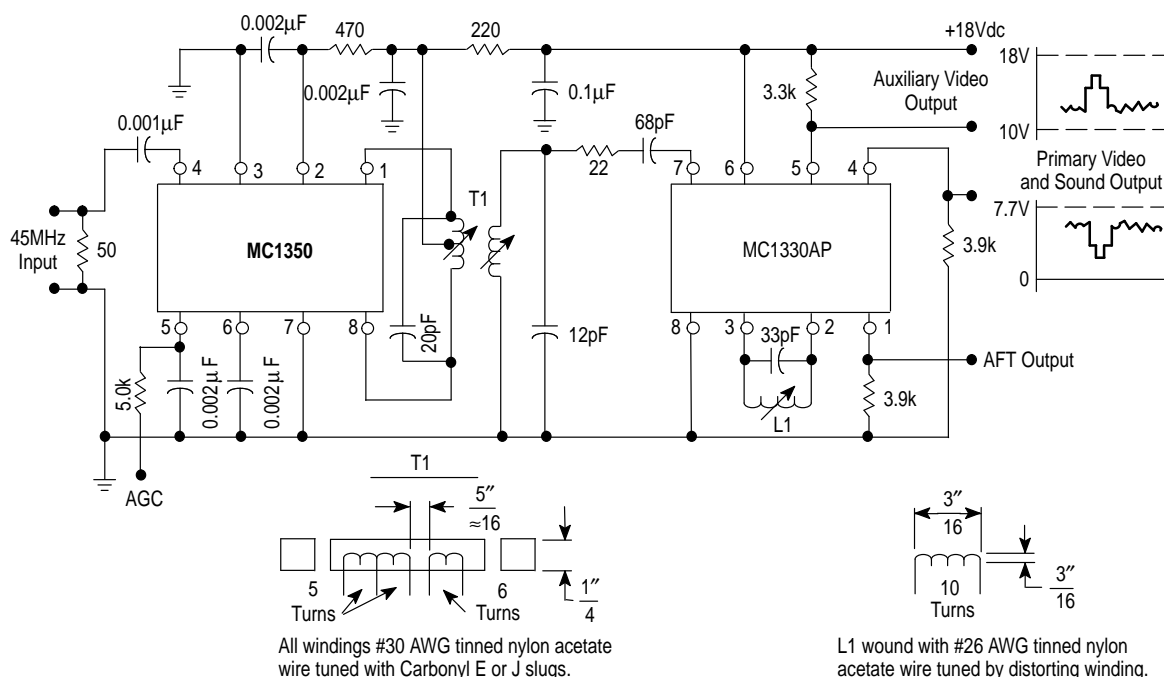 0.002µF
470
220
+18Vdc
18V
0.002µF
0.1µF
3.3k
Auxiliary Video
Output
0.001µF
68pF
10V
4
3
2
1
T1
22
7
6
5
4
Primary Video
and Sound Output
7.7V
45MHz
Input
50
MC1350
MC1330AP
3.9k
0
5
6
7
8
20pF
12pF
8
3
33pF
2
1
AFT Output
5.0k
0.002µF
0.002µF
L1
3.9k
AGC
T1
5″
≈16
3″
16
5
Turns
6
Turns
1″
4
10
Turns
3″
16
All windings #30 AWG tinned nylon acetate
wire tuned with Carbonyl E or J slugs.
L1 wound with #26 AWG tinned nylon
acetate wire tuned by distorting winding.